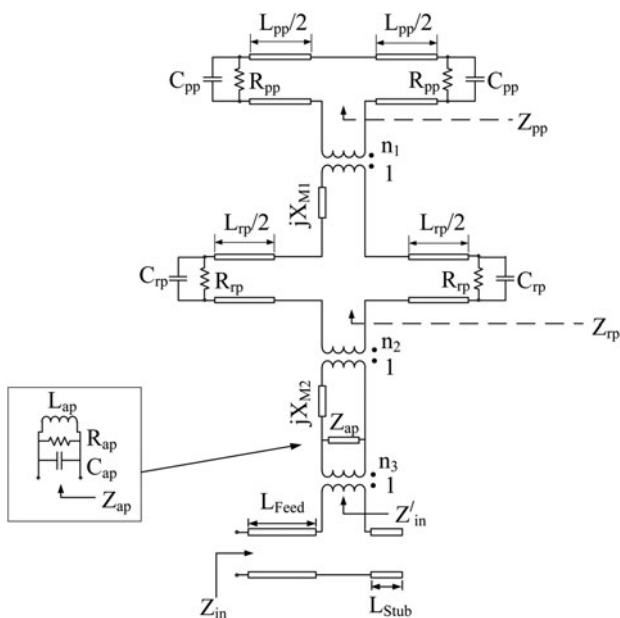 Lpp/2 Lpp/2
Cpp Rpp Rpp Cpp
Zpp
n1
1
jXM1
Lrp/2 Lrp/2
Crp Rrp Rrp Crp
Zrp
n2
1
jXM2
Zap
n3
1
Lap
Rap
Cap
Zap
LFeed
Z'in
Zin
LStub